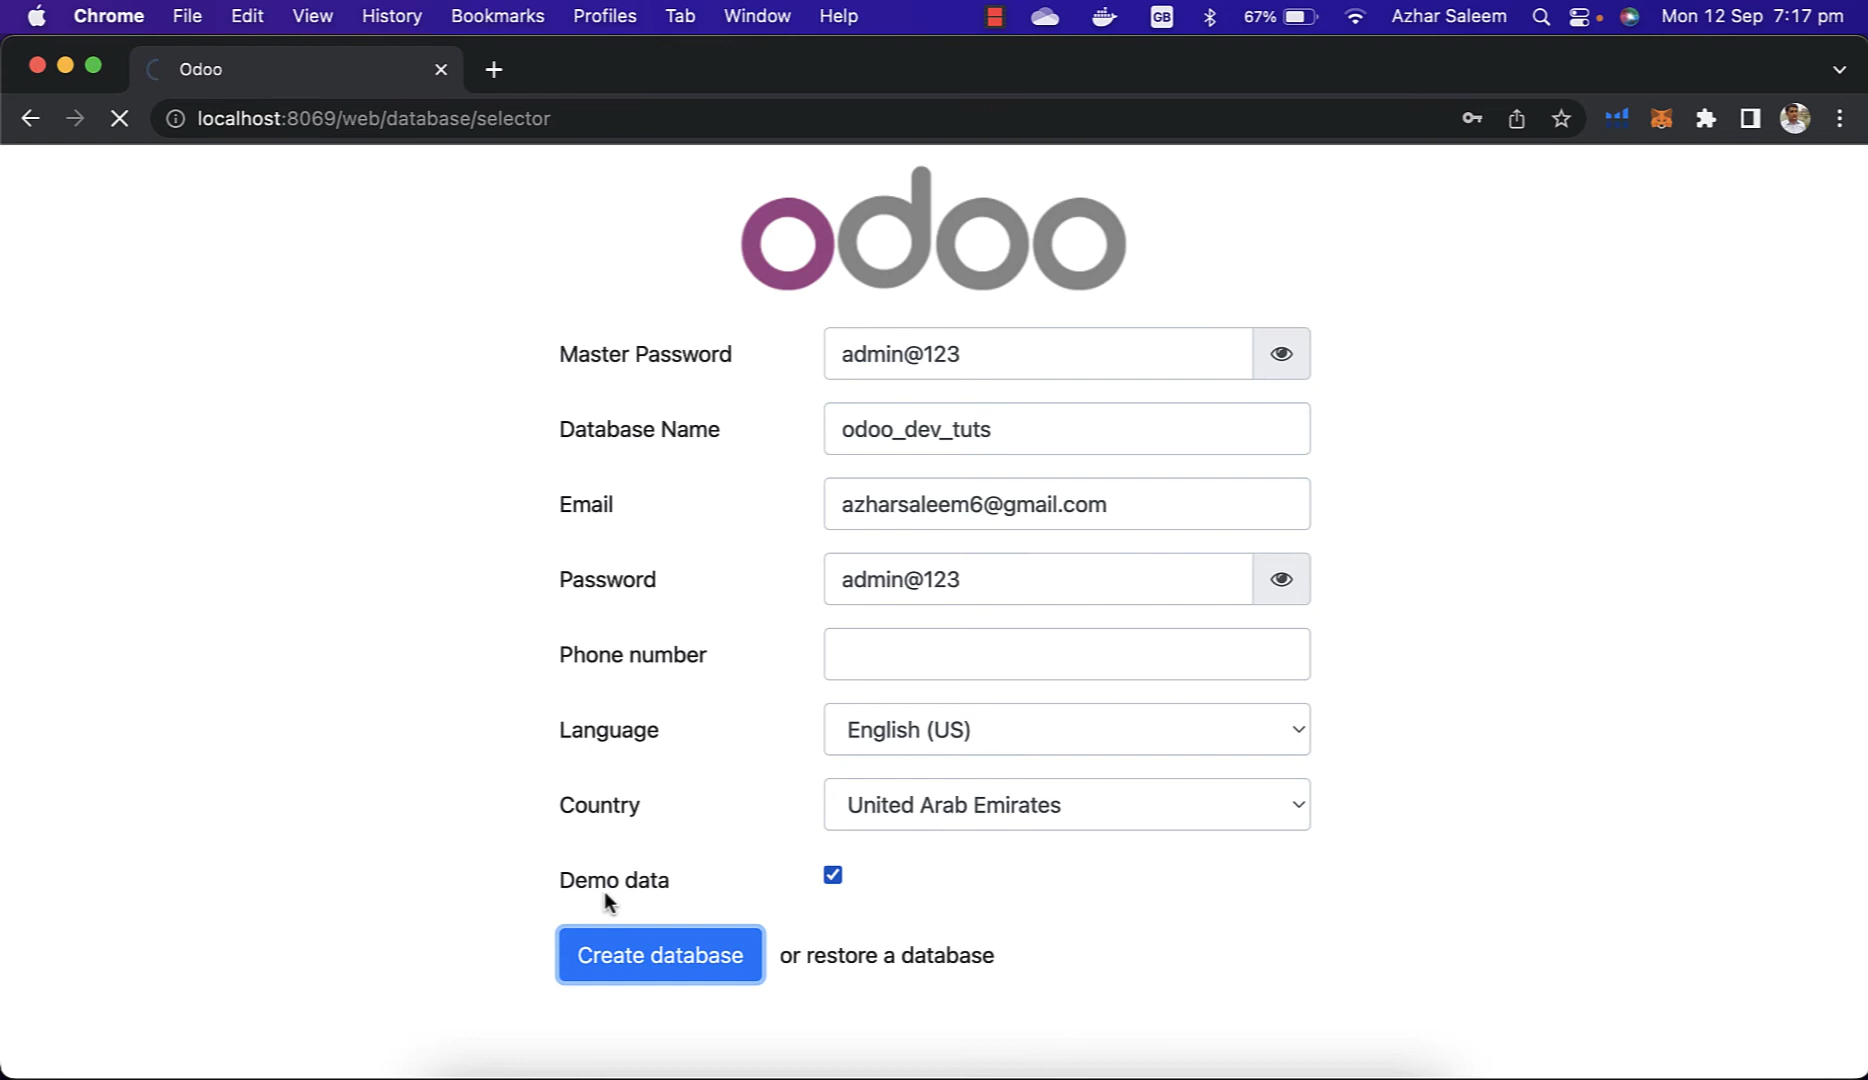 Chrome File Edit View History Bookmarks Profiles Tab Window Help GB 67% Azhar Saleem Mon 12 Sep 7:17 pm
Odoo
localhost:8069/web/database/selector
odoo
Master Password admin@123
Database Name odoo_dev_tuts
Email azharsaleem6@gmail.com
Password admin@123
Phone number
Language English (US)
Country United Arab Emirates
Demo data
Create database or restore a database